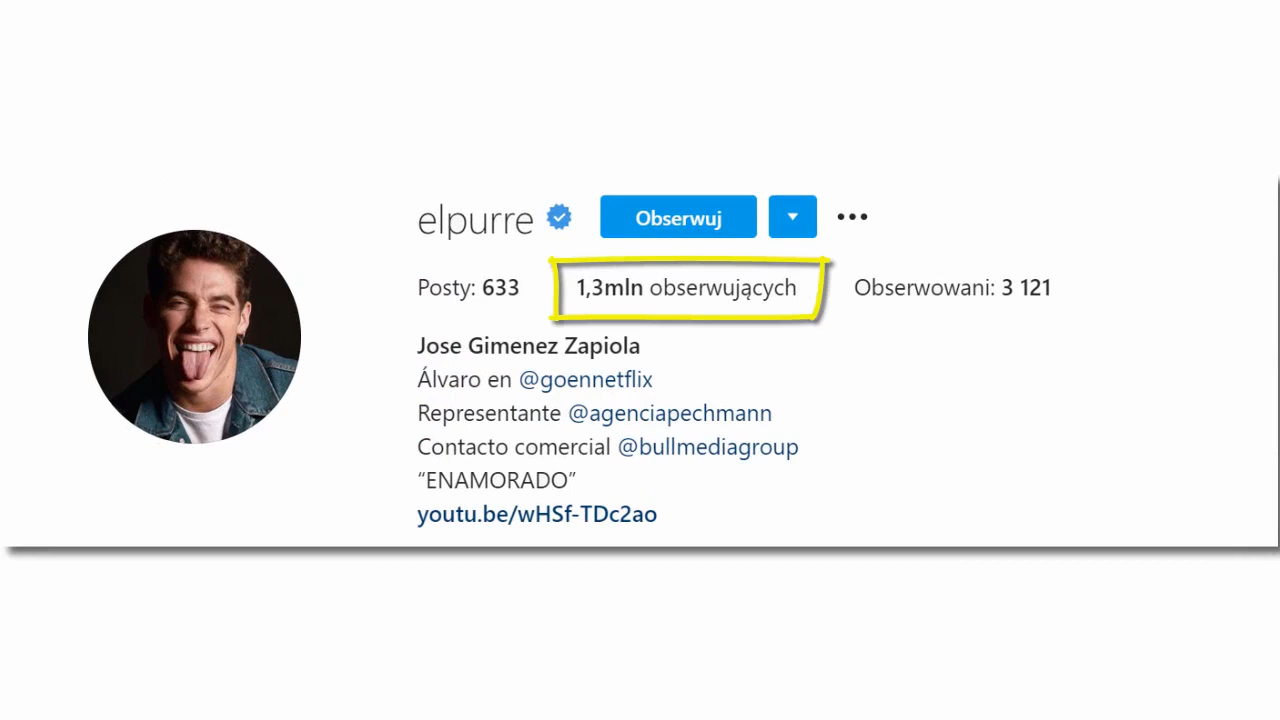 elpurre Obserwuj
Posty: 633 1,3mln obserwujących Obserwowani: 3 121
Jose Gimenez Zapiola
Álvaro en @goennetflix
Representante @agenciapechmann
Contacto comercial @bullmediagroup
“ENAMORADO”
youtu.be/wHSf-TDc2ao